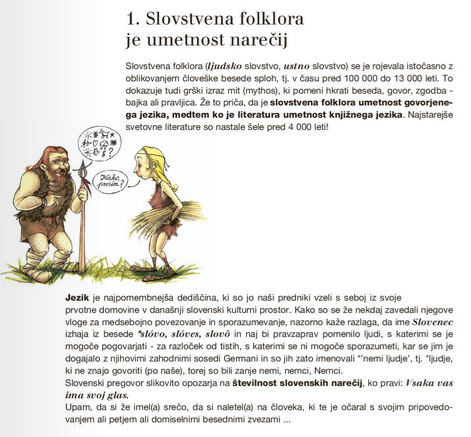 1. Slovstvena folklora
je umetnost narečij
Slovstvena folklora (ljudsko slovstvo, ustno slovstvo) se je rojevala istočasno z
oblikovanjem človeške besede sploh, tj. v času pred 100 000 do 13 000 leti. To
dokazuje tudi grški izraz mit (mythos), ki pomeni hkrati beseda, govor, zgodba -
bajka ali pravljica. Že to priča, da je slovstvena folklora umetnost govorjene-
ga jezika, medtem ko je literatura umetnost knjižnega jezika. Najstarejše
svetovne literature so nastale šele pred 4 000 leti!
Kako, prosim?
Jezik je najpomembnejša dediščina, ki so jo naši predniki vzeli s seboj iz svoje
prvotne domovine v današnji slovenski kulturni prostor. Kako so se že nekdaj zavedali njegove
vloge za medsebojno povezovanje in sporazumevanje, nazorno kaže razlaga, da ime Slovenec
izhaja iz besede *slóvo, slóves, slovô in naj bi pravzaprav pomenilo ljudi, s katerimi se je
mogoče pogovarjati - za razloček od tistih, s katerimi se ni mogoče sporazumeti, kar se jim je
dogajalo z njihovimi zahodnimi sosedi Germani in so jih zato imenovali *'nemi ljudje', tj. *ljudje,
ki ne znajo govoriti (po naše), torej so bili zanje nemi, nemci, Nemci.
Slovenski pregovor slikovito opozarja na številnost slovenskih narečij, ko pravi: Vsaka vas
ima svoj glas.
Upam, da si že imel(a) srečo, da si naletel(a) na človeka, ki te je očaral s svojim pripovedo-
vanjem ali petjem ali domiselnimi besednimi zvezami ...